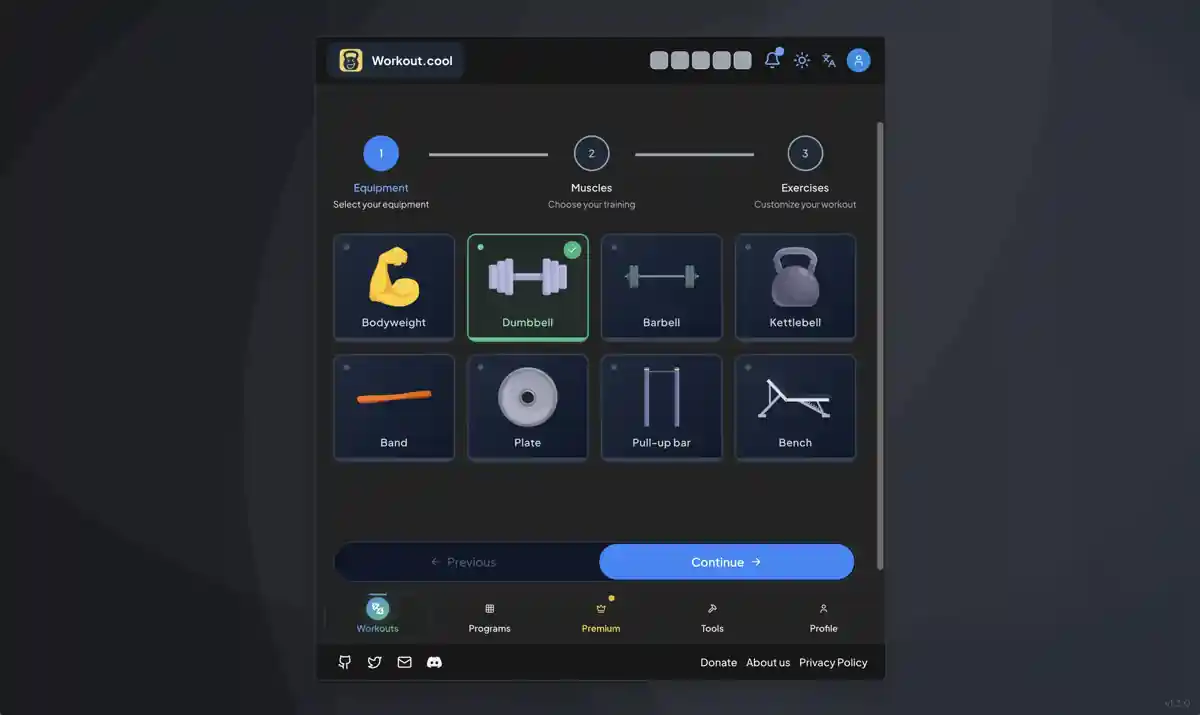 Workout.cool
1
2
3
Equipment
Muscles
Exercises
Select your equipment
Choose your training
Customize your workout
Bodyweight
Dumbbell
Barbell
Kettlebell
Band
Plate
Pull-up bar
Bench
← Previous
Continue →
Workouts
Programs
Premium
Tools
Profile
Donate
About us
Privacy Policy